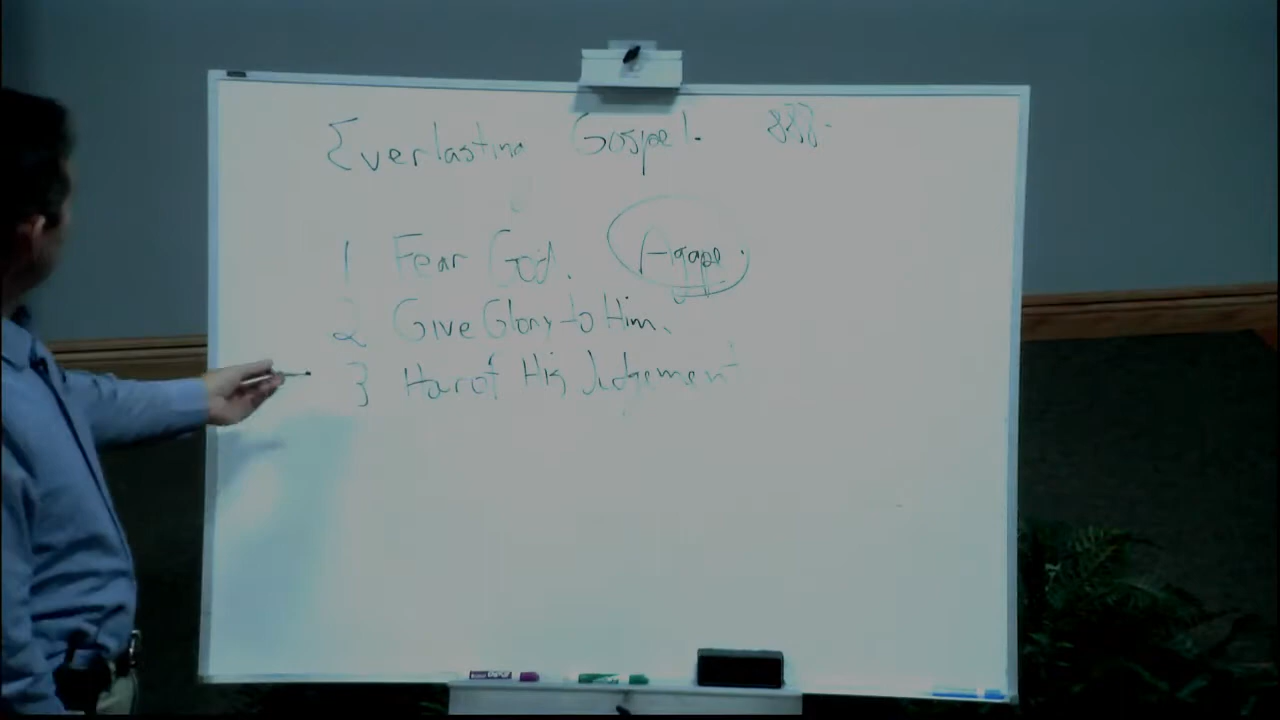 Everlasting Gospel.
1 Fear God. Agape.
2 Give Glory to Him.
3 Hour of His Judgement